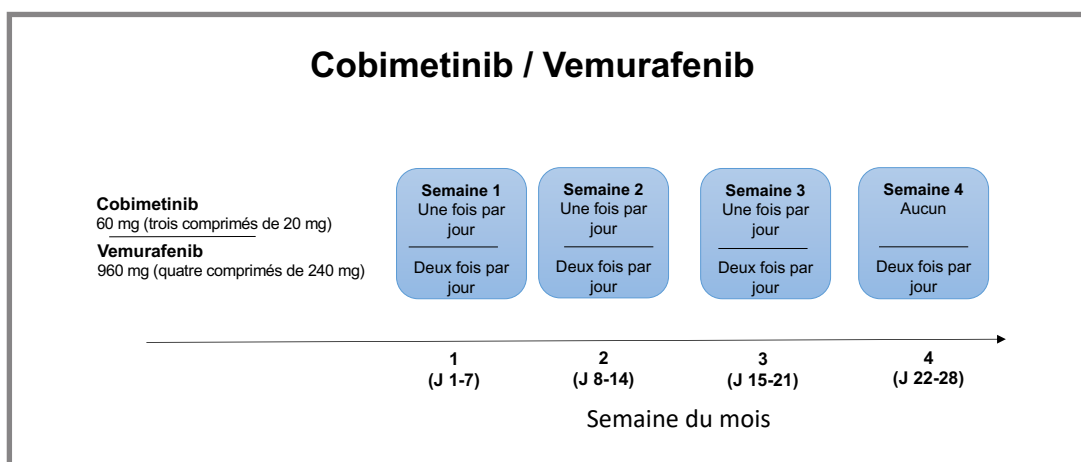 Cobimetinib / Vemurafenib
Cobimetinib
60 mg (trois comprimés de 20 mg)
Vemurafenib
960 mg (quatre comprimés de 240 mg)
Semaine 1
Une fois par
jour
Deux fois par
jour
Semaine 2
Une fois par
jour
Deux fois par
jour
Semaine 3
Une fois par
jour
Deux fois par
jour
Semaine 4
Aucun
Deux fois par
jour
1
(J 1-7)
2
(J 8-14)
3
(J 15-21)
4
(J 22-28)
Semaine du mois